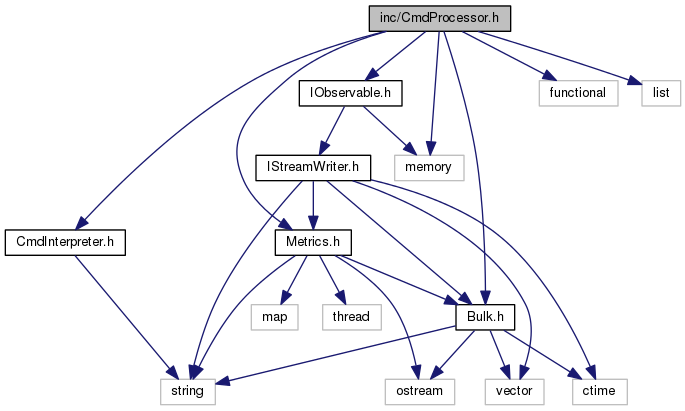 inc/CmdProcessor.h
IObservable.h
functional
list
IStreamWriter.h
memory
CmdInterpreter.h
Metrics.h
map
thread
Bulk.h
string
ostream
vector
ctime